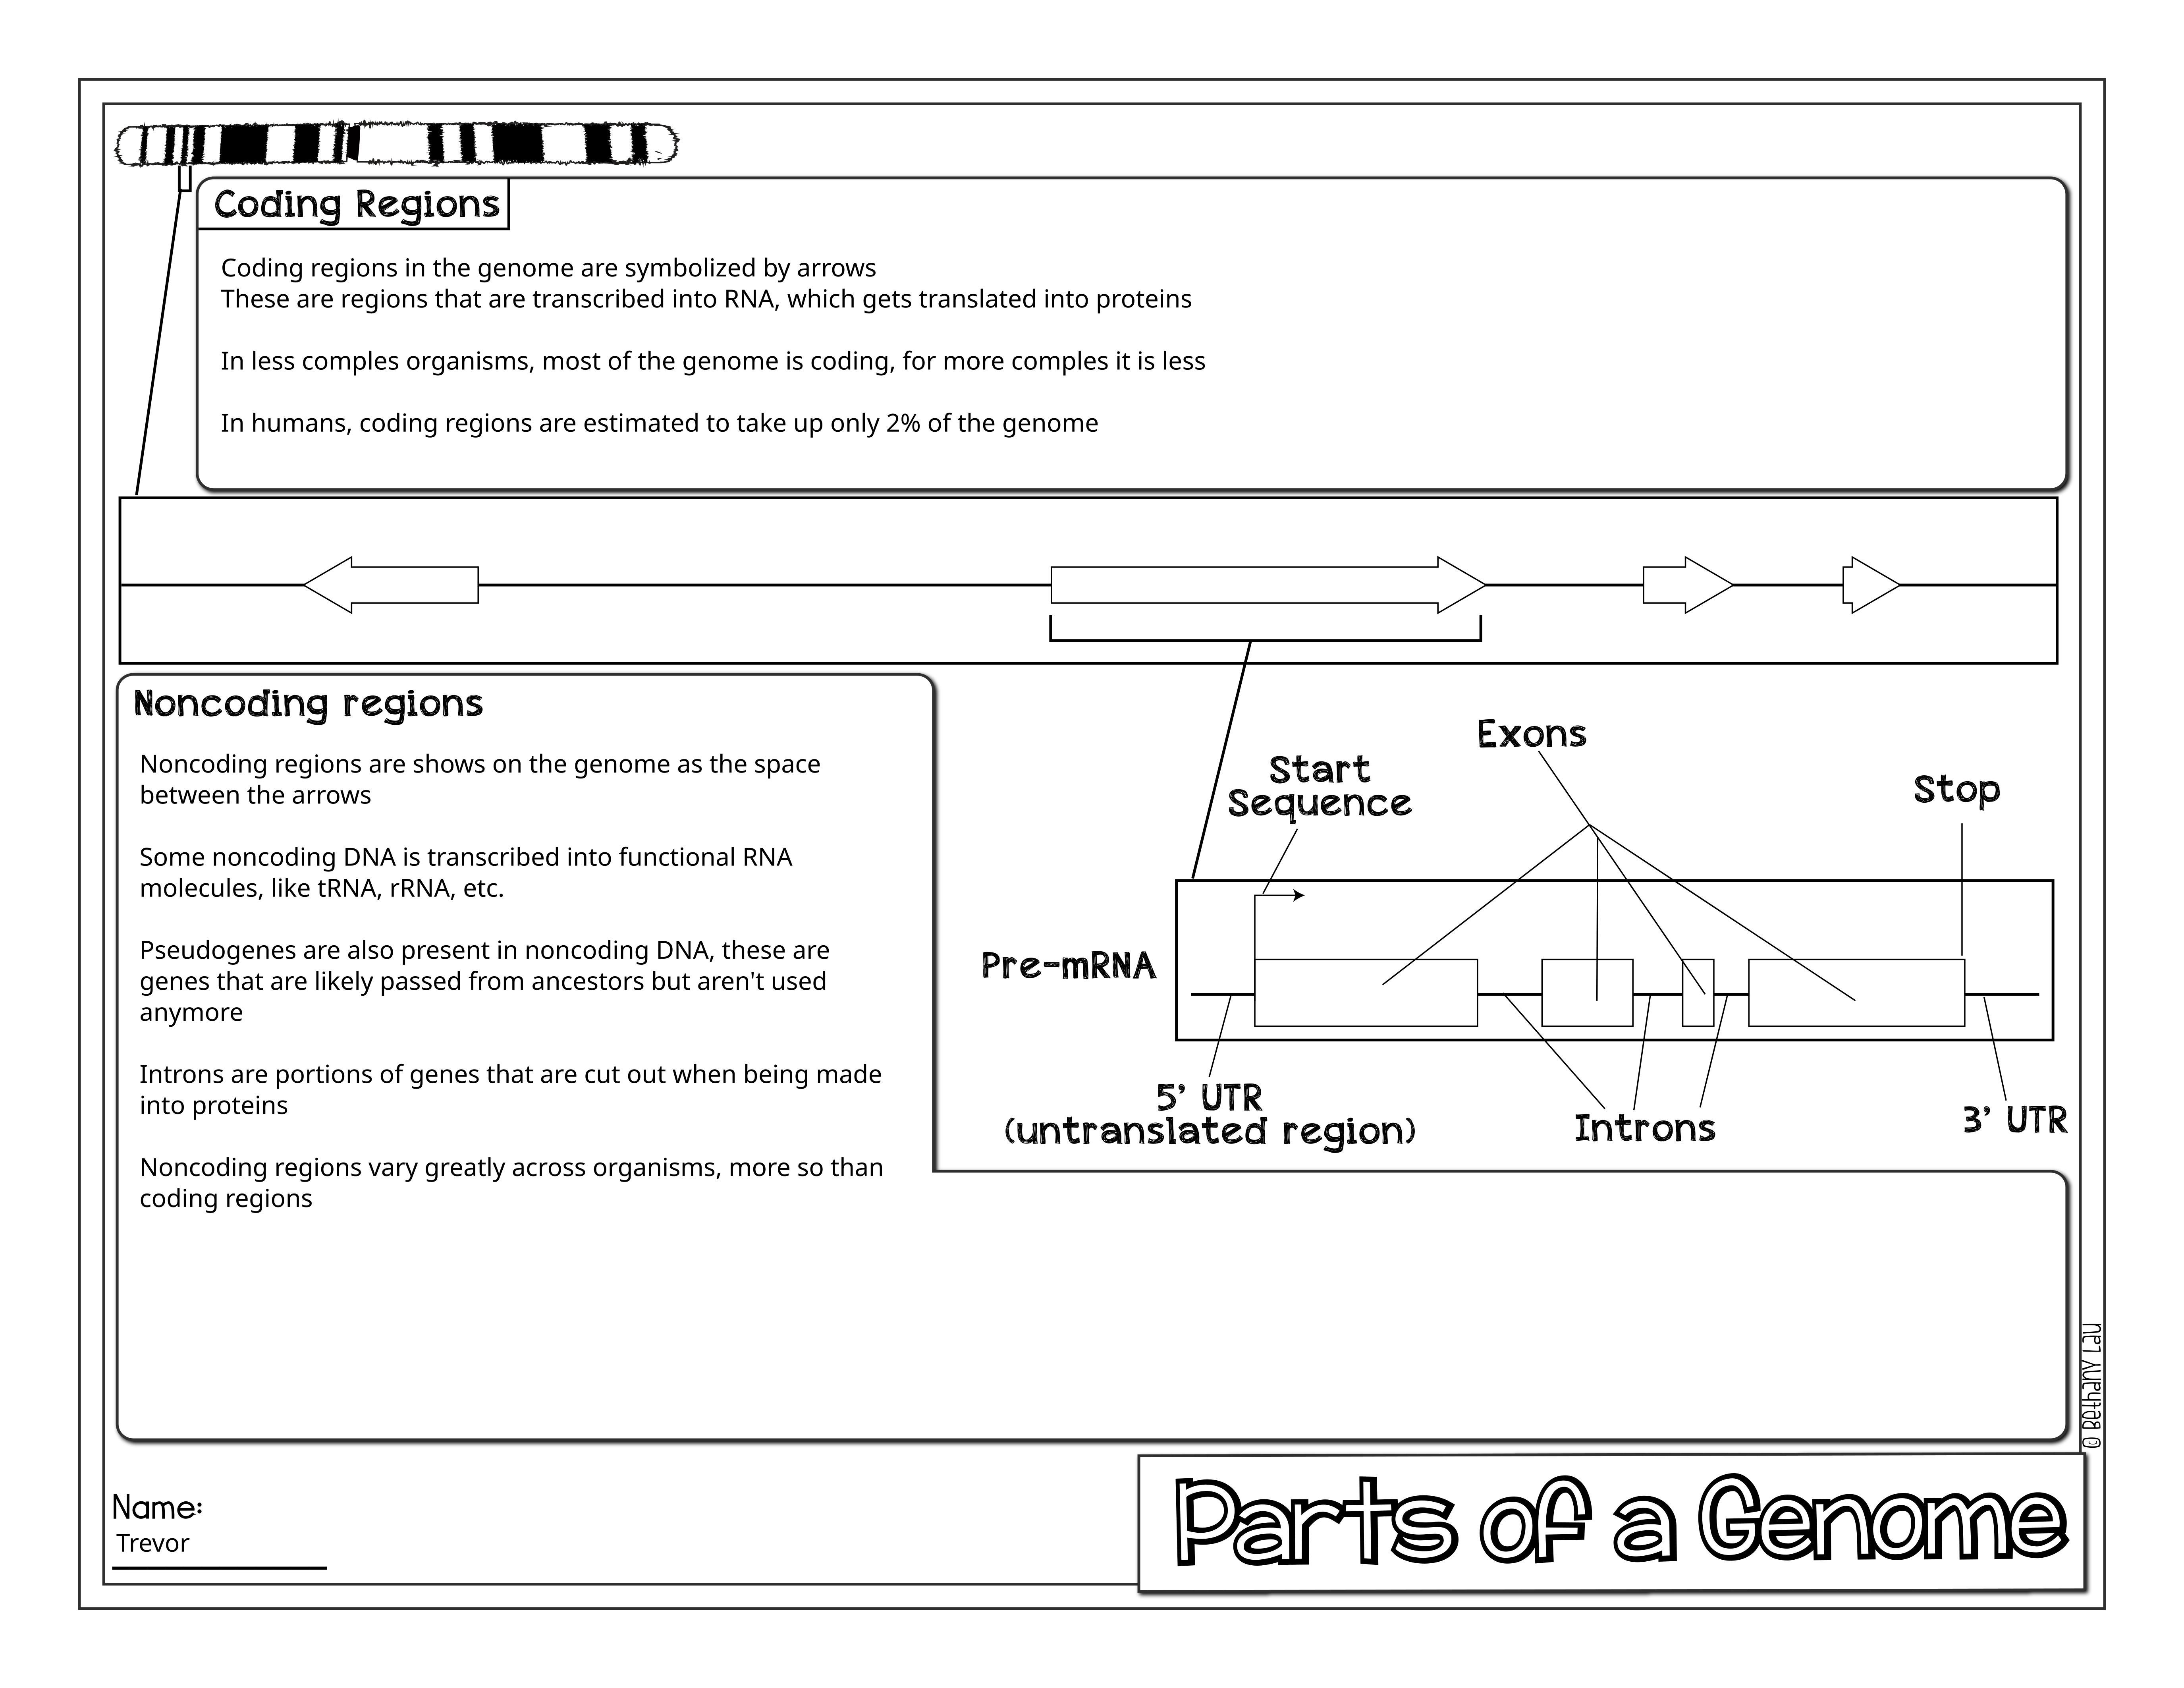 Coding Regions
Coding regions in the genome are symbolized by arrows
These are regions that are transcribed into RNA, which gets translated into proteins
In less comples organisms, most of the genome is coding, for more comples it is less
In humans, coding regions are estimated to take up only 2% of the genome
Noncoding regions
Noncoding regions are shows on the genome as the space
between the arrows
Some noncoding DNA is transcribed into functional RNA
molecules, like tRNA, rRNA, etc.
Pseudogenes are also present in noncoding DNA, these are
genes that are likely passed from ancestors but aren't used
anymore
Introns are portions of genes that are cut out when being made
into proteins
Noncoding regions vary greatly across organisms, more so than
coding regions
Exons
Start
Sequence
Stop
Pre-mRNA
5' UTR
(untranslated region)
Introns
3' UTR
© Bethany Lau
Name:
Trevor
Parts of a Genome